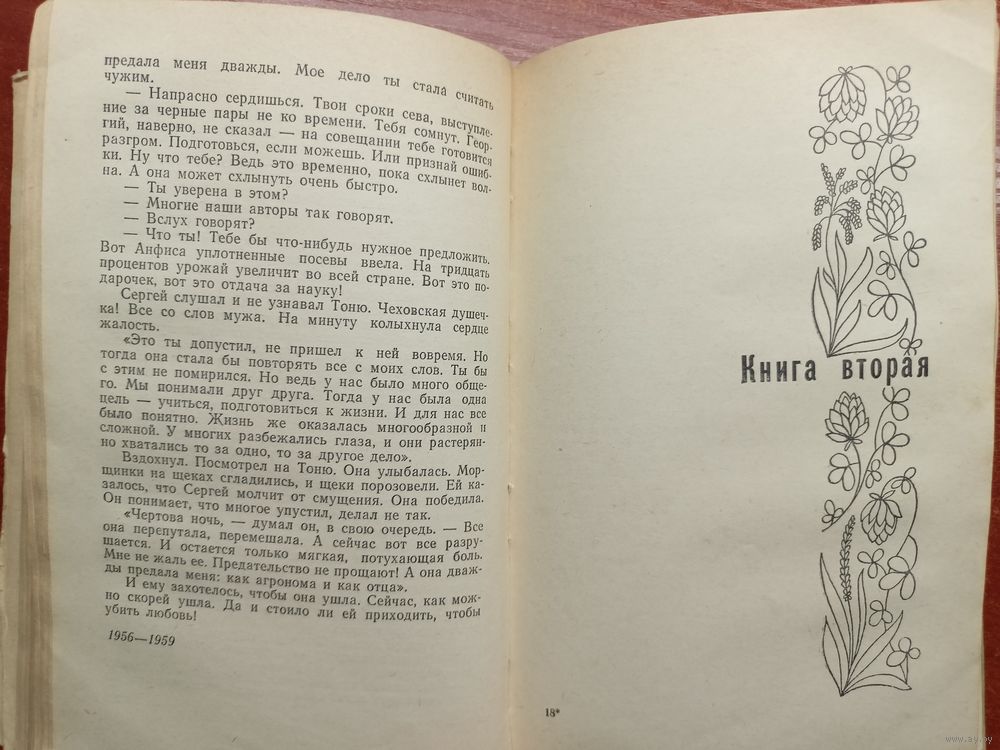 предала меня дважды. Мое дело ты стала считать
чужим.
— Напрасно сердишься. Твои сроки сева, выступле-
ние за черные пары не ко времени. Тебя сомнут. Геор-
гий, наверно, не сказал — на совещании тебе готовится
разгром. Подготовься, если можешь. Или признай ошиб-
ки. Ну что тебе? Ведь это временно, пока схлынет вол-
на. А она может схлынуть очень быстро.
— Ты уверена в этом?
— Многие наши авторы так говорят.
— Вслух говорят?
— Что ты! Тебе бы что-нибудь нужное предложить.
Вот Анфиса уплотненные посевы ввела. На тридцать
процентов урожай увеличит во всей стране. Вот это по-
дарочек, вот это отдача за науку!
Сергей слушал и не узнавал Тоню. Чеховская душеч-
ка! Все со слов мужа. На минуту колыхнула сердце
жалость.
«Это ты допустил, не пришел к ней вовремя. Но
тогда она стала бы повторять все с моих слов. Ты бы
с этим не помирился. Но ведь у нас было много обще-
го. Мы понимали друг друга. Тогда у нас была одна
цель — учиться, подготовиться к жизни. И для нас все
было понятно. Жизнь же оказалась многообразной и
сложной. У многих разбежались глаза, и они растерян-
но хватались то за одно, то за другое дело».
Вздохнул. Посмотрел на Тоню. Она улыбалась. Мор-
щинки на щеках сгладились, и щеки порозовели. Ей ка-
залось, что Сергей молчит от смущения. Она победила.
Он понимает, что многое упустил, делал не так.
«Чертова ночь, — думал он, в свою очередь. — Все
она перепутала, перемешала. А сейчас вот все разру-
шается. И остается только мягкая, потухающая боль.
Мне не жаль ее. Предательство не прощают! А она дваж-
ды предала меня: как агронома и как отца».
И ему захотелось, чтобы она ушла. Сейчас, как мож-
но скорей ушла. Да и стоило ли ей приходить, чтобы
убить любовь!
1956—1959
Книга вторая
18*
www.ay.by